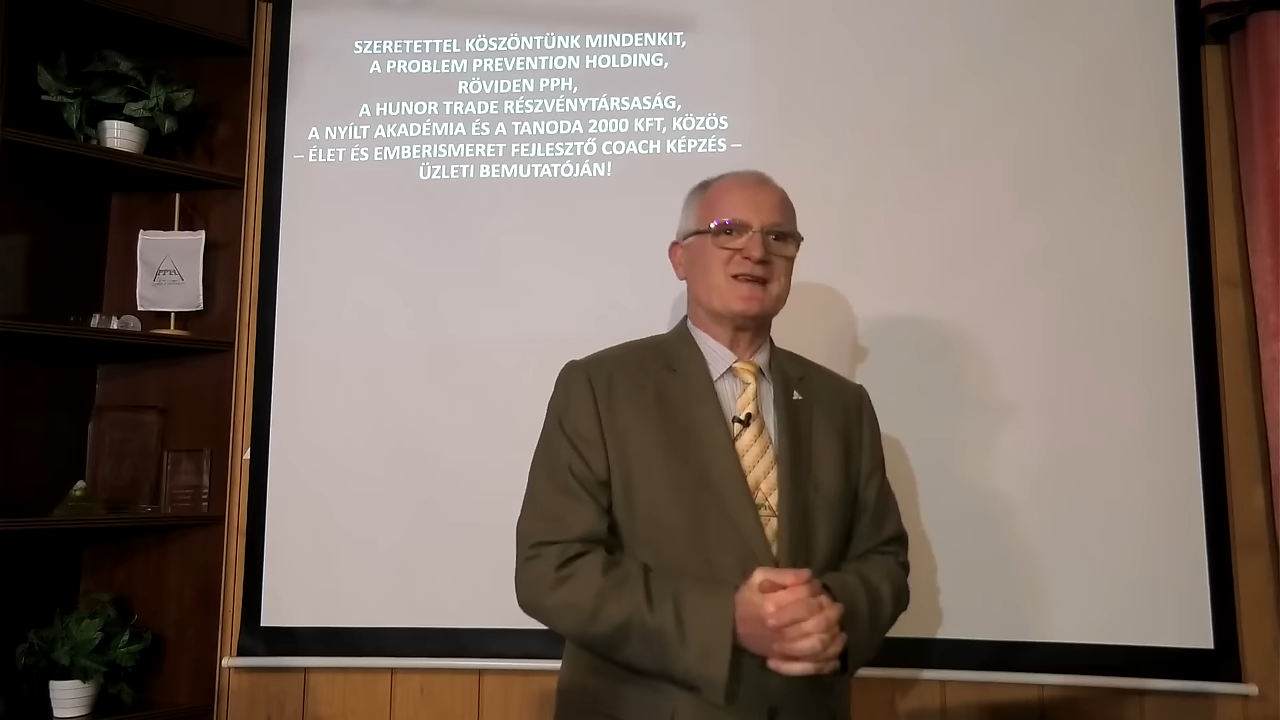 SZERETETTEL KÖSZÖNTÜNK MINDENKIT,
A PROBLEM PREVENTION HOLDING,
RÖVIDEN PPH,
A HUNOR TRADE RÉSZVÉNYTÁRSASÁG,
A NYÍLT AKADÉMIA ÉS A TANODA 2000 KFT, KÖZÖS
– ÉLET ÉS EMBERISMERET FEJLESZTŐ COACH KÉPZÉS –
ÜZLETI BEMUTATÓJÁN!
PPH